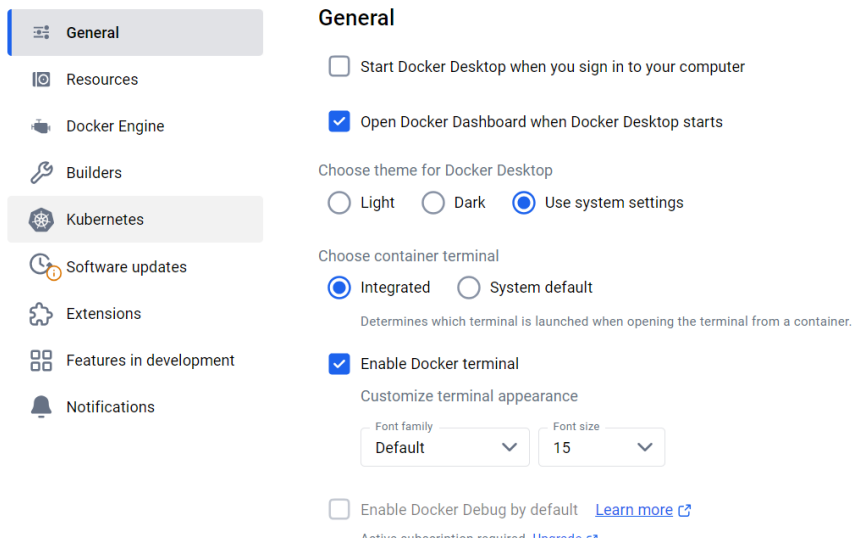 General
Resources
Docker Engine
Builders
Kubernetes
Software updates
Extensions
Features in development
Notifications
General
Start Docker Desktop when you sign in to your computer
Open Docker Dashboard when Docker Desktop starts
Choose theme for Docker Desktop
Light Dark Use system settings
Choose container terminal
Integrated System default
Determines which terminal is launched when opening the terminal from a container.
Enable Docker terminal
Customize terminal appearance
Font family Font size
Default 15
Enable Docker Debug by default Learn more
Active subscription required. Upgrade